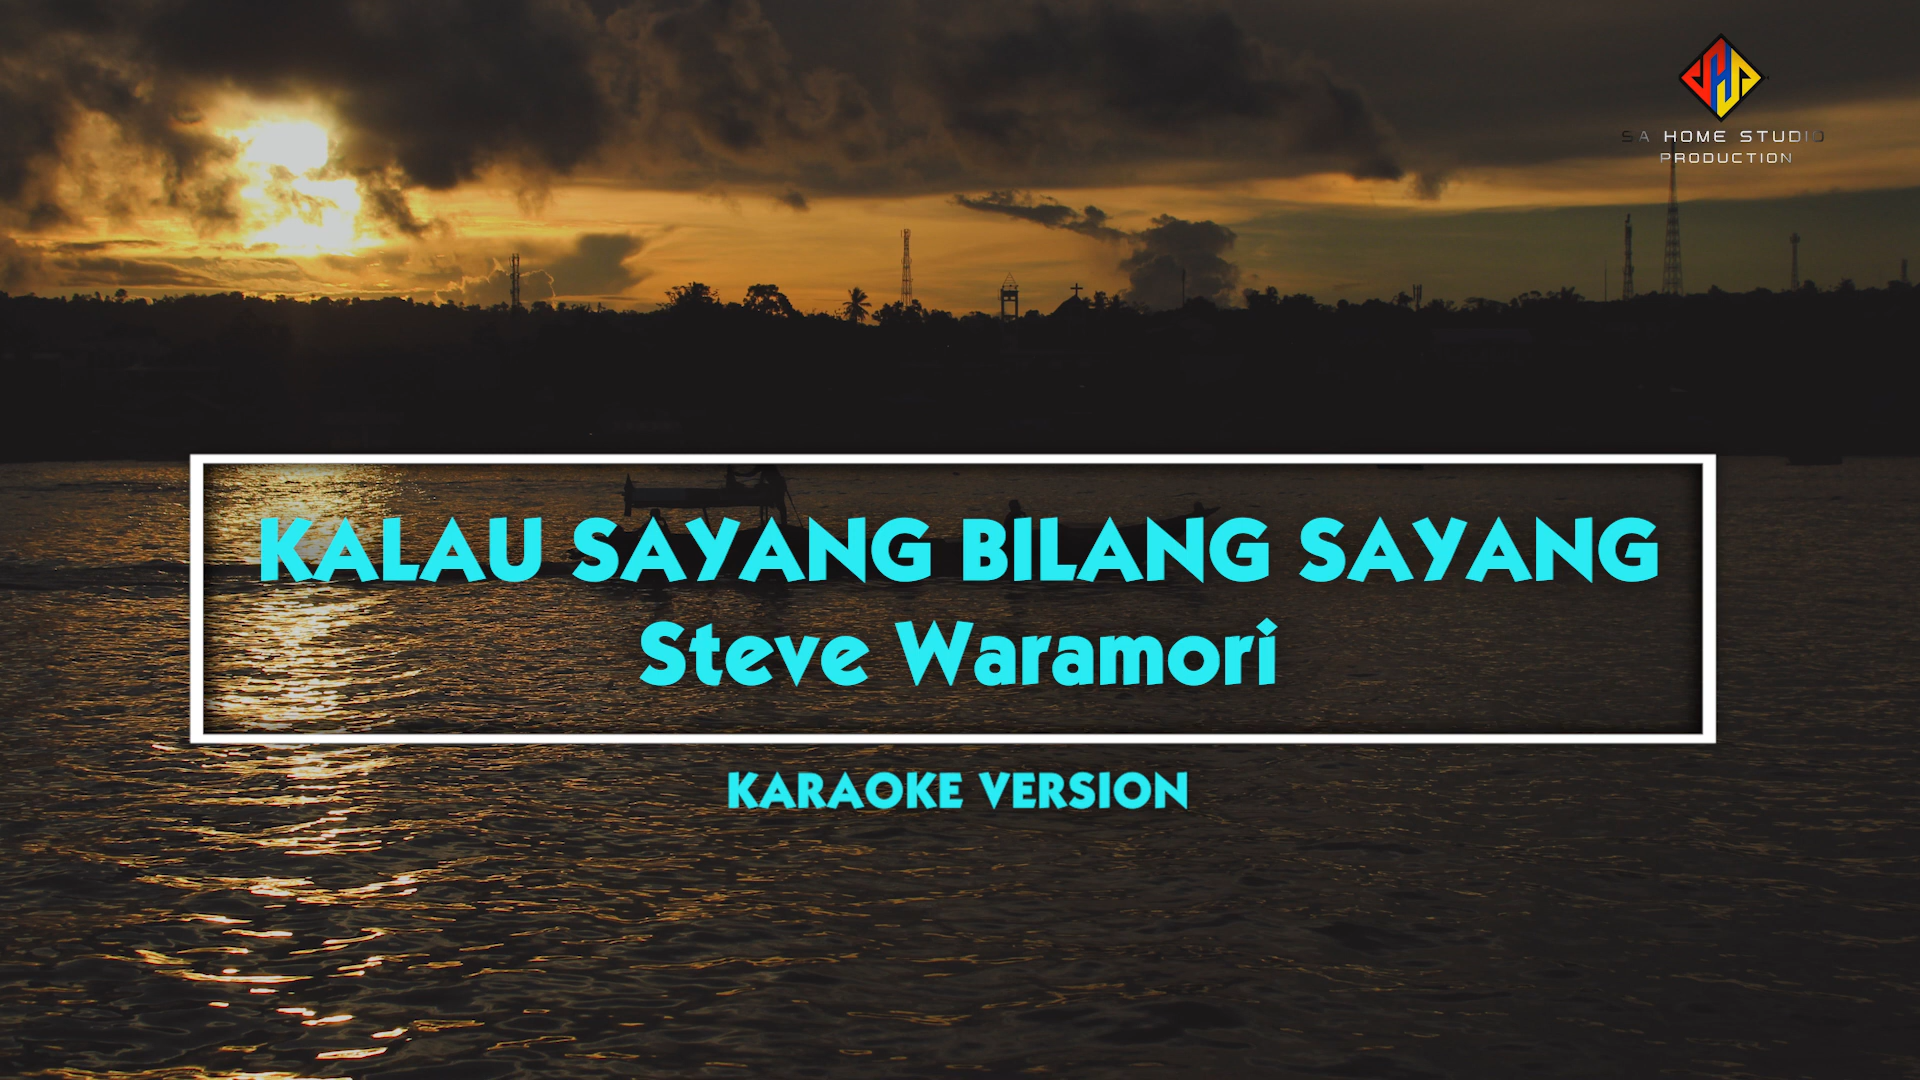 SA HOME STUDIO
PRODUCTION
KALAU SAYANG BILANG SAYANG
Steve Waramori
KARAOKE VERSION